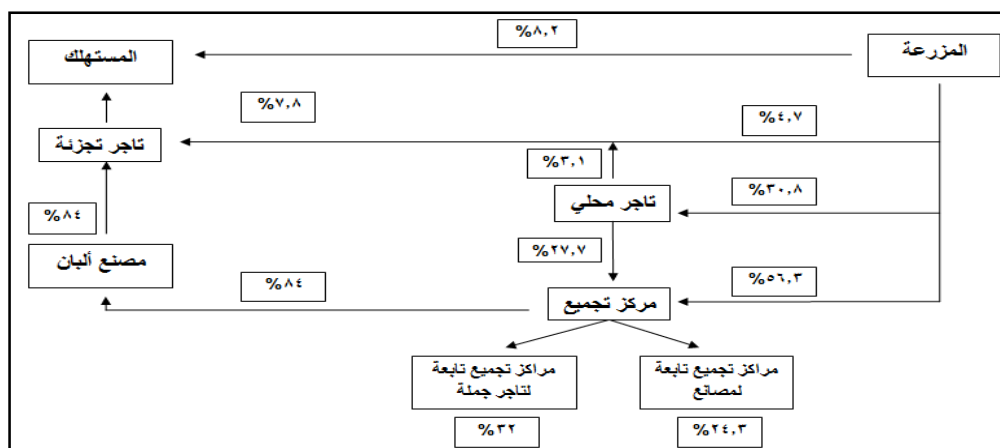 %٨,٢
المزرعة
المستهلك
%٧,٨
%٤,٧
تاجر تجزئة
%٣,١
%٣٠,٨
تاجر محلي
%٨٤
%٢٧,٧
مصنع ألبان
%٨٤
%٥٦,٣
مركز تجميع
مراكز تجميع تابعة
لمصانع
مراكز تجميع تابعة
لتاجر جملة
%٢٤,٣
%٣٢